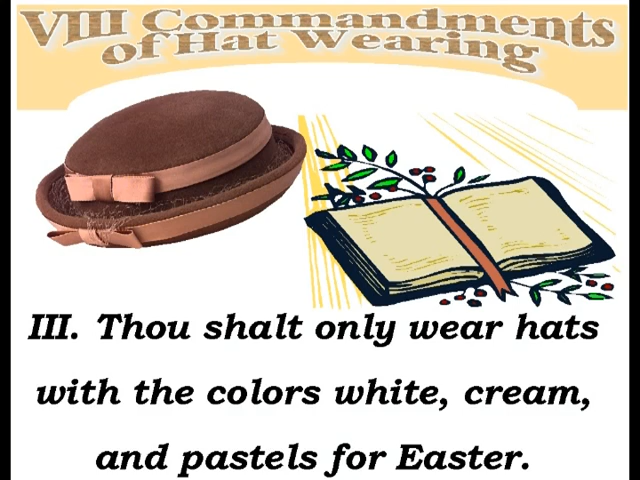 VIII Commandments
of Hat Wearing
III. Thou shalt only wear hats
with the colors white, cream,
and pastels for Easter.